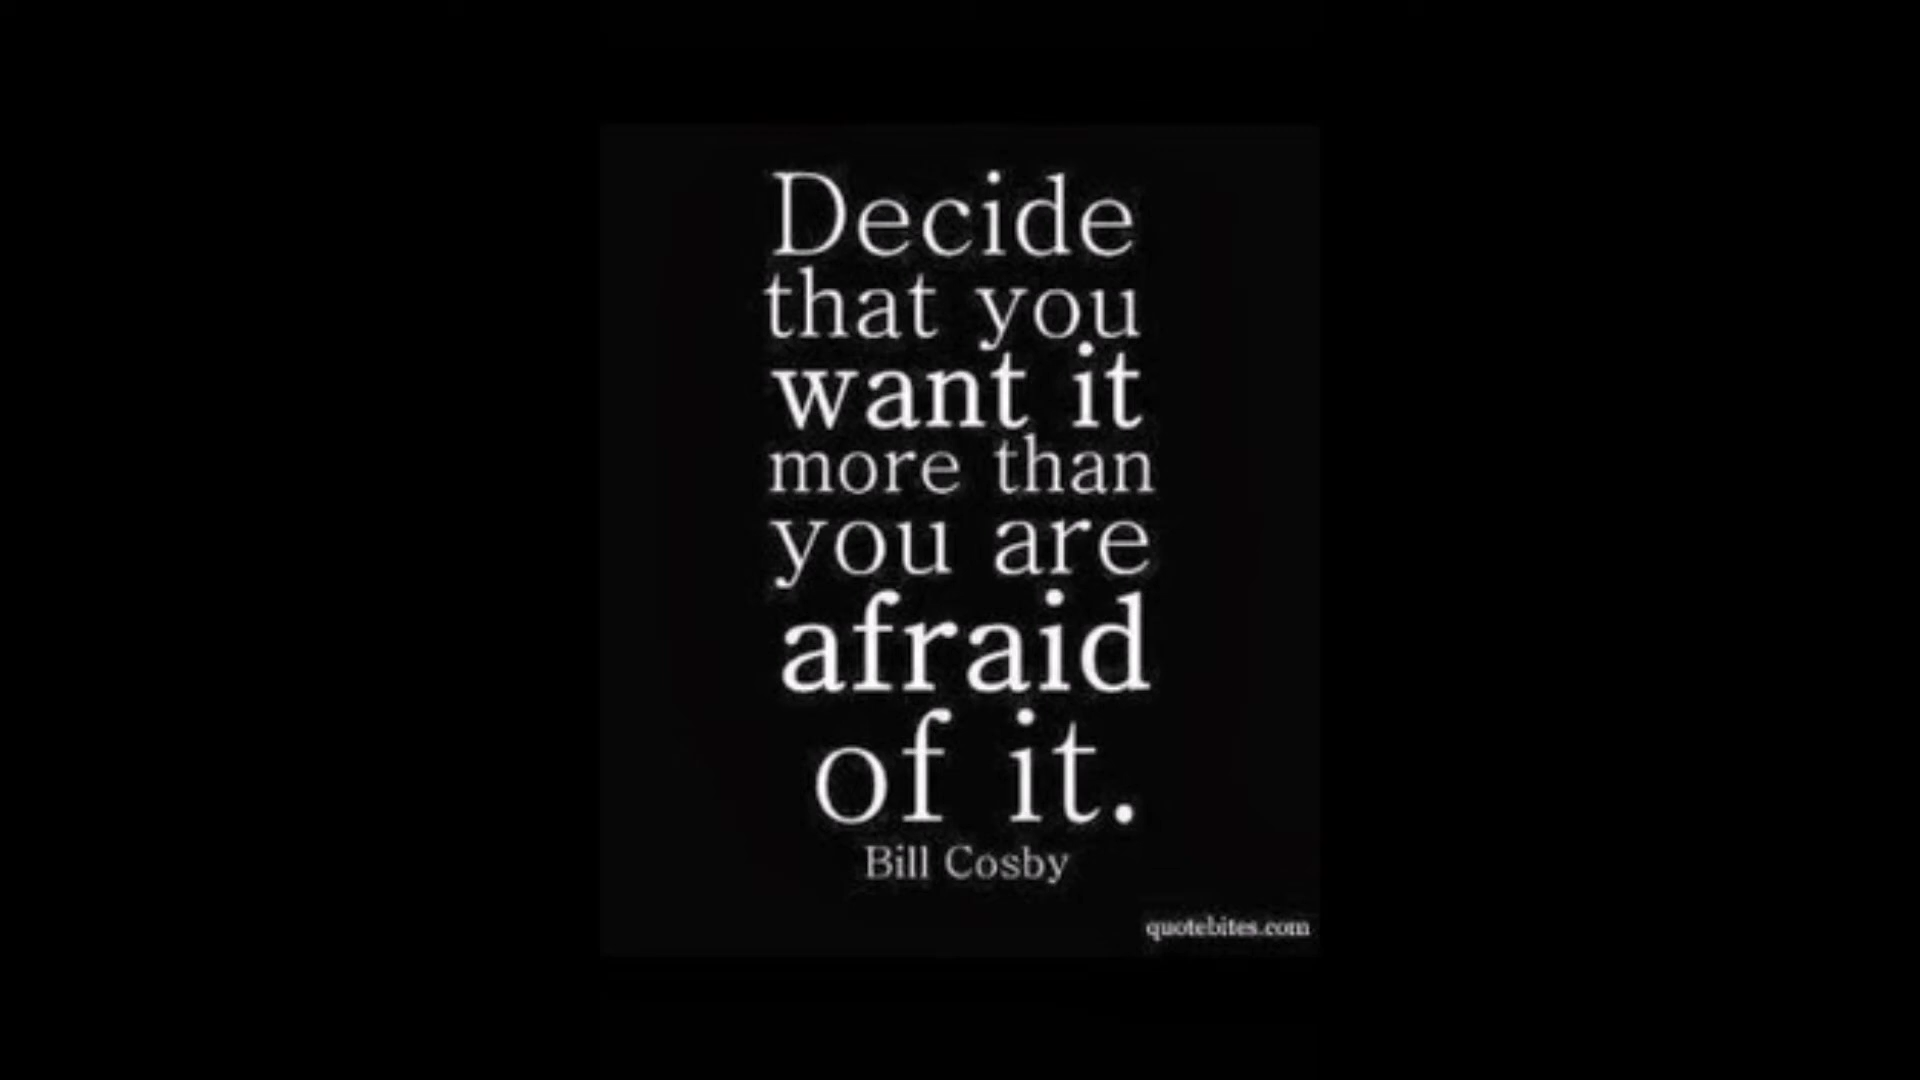 Decide
that you
want it
more than
you are
afraid
of it.
Bill Cosby
quotebites.com